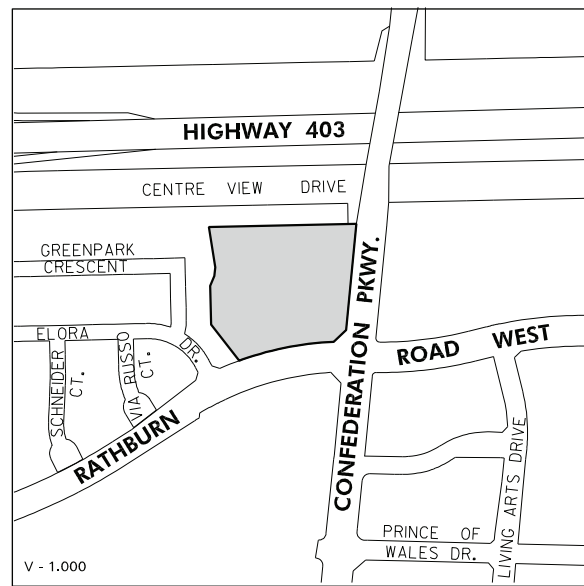 HIGHWAY 403
CENTRE VIEW DRIVE
GREENPARK
CRESCENT
CONFEDERATION PKWY.
ELORA
DR.
SCHNEIDER
CT.
VIA RUSSO
CT.
RATHBURN
ROAD WEST
LIVING ARTS DRIVE
PRINCE OF
WALES DR.
V - 1.000